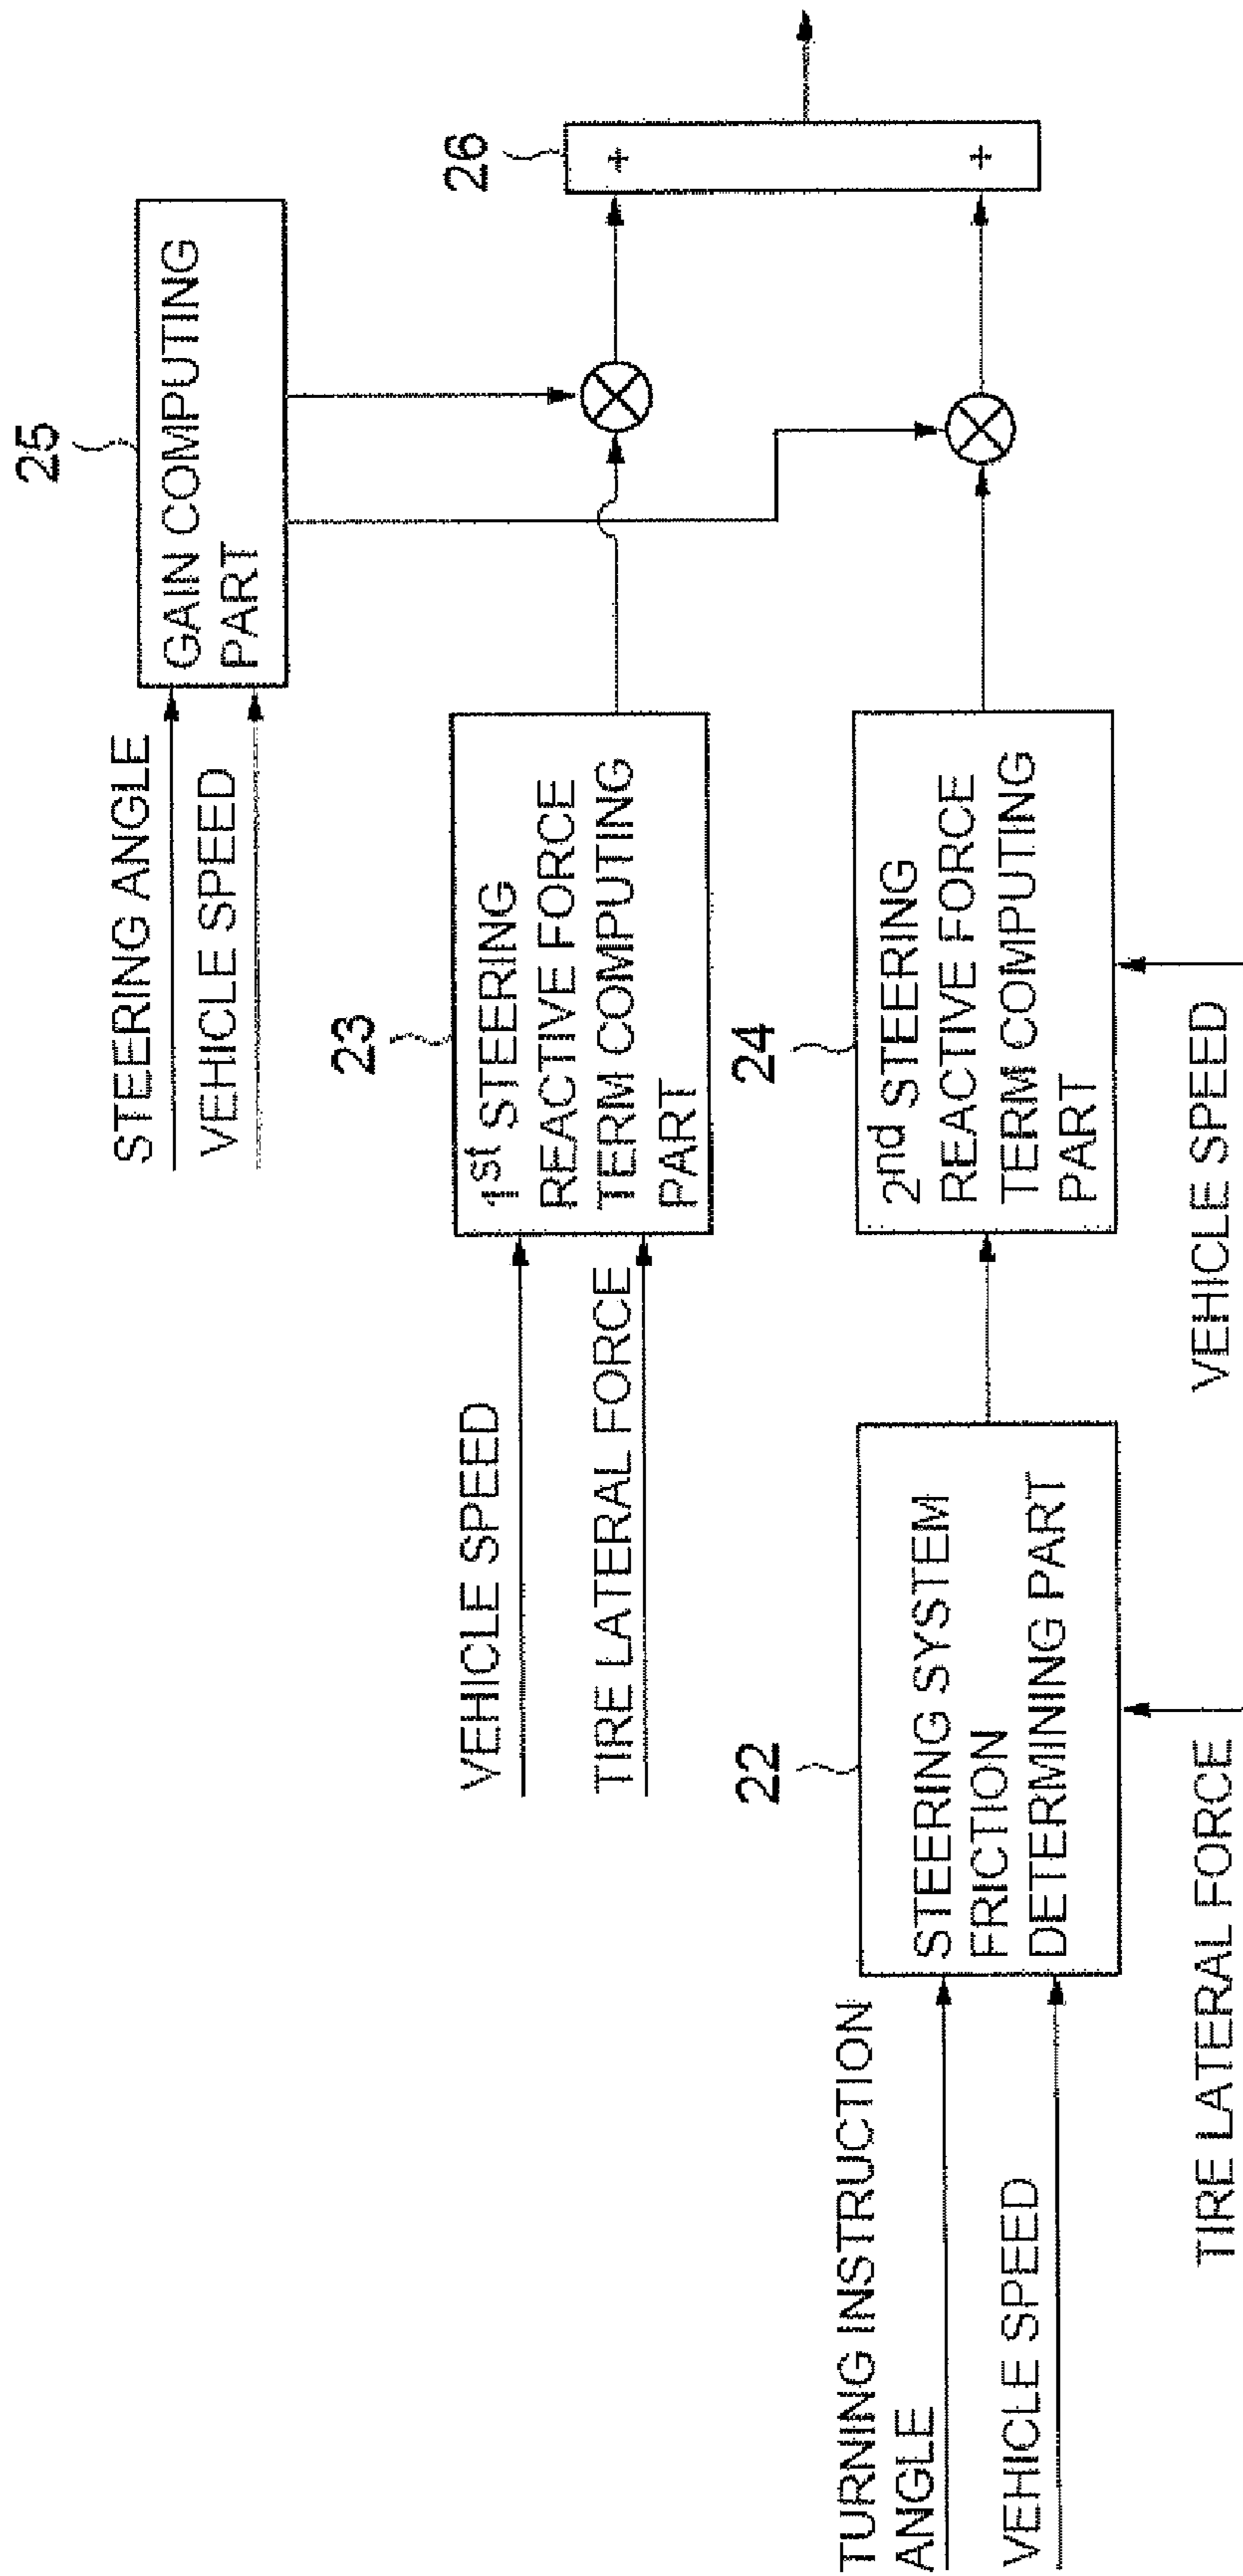 25
STEERING ANGLE
VEHICLE SPEED
GAIN COMPUTING
PART
23
VEHICLE SPEED
TIRE LATERAL FORCE
1st STEERING
REACTIVE FORCE
TERM COMPUTING
PART
26
+
+
22
TURNING INSTRUCTION
ANGLE
VEHICLE SPEED
STEERING SYSTEM
FRICTION
DETERMINING PART
24
2nd STEERING
REACTIVE FORCE
TERM COMPUTING
PART
TIRE LATERAL FORCE
VEHICLE SPEED